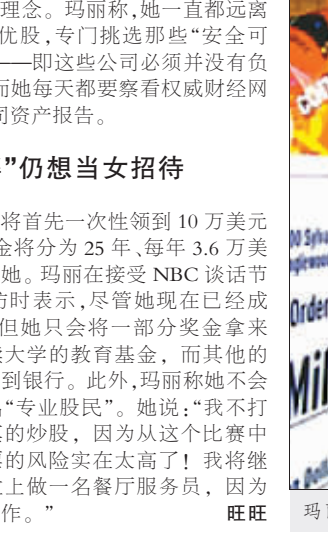 理念。玛丽称,她一直都远离
优股,专门挑选那些“安全可
——即这些公司必须并没有负
而她每天都要察看权威财经网
司资产报告。
”仍想当女招待
将首先一次性领到 10 万美元
金将分为 25 年、每年 3.6 万美
她。玛丽在接受 NBC 谈话节
访时表示,尽管她现在已经成
但她只会将一部分奖金拿来
大学的教育基金，而其他的
到银行。此外,玛丽称她不会
“专业股民”。她说:“我不打
的炒股，因为从这个比赛中
票的风险实在太高了！我将继
上做一名餐厅服务员，因为
作。”
旺旺
00 Sylva
nglewood
Order
Mil
玛